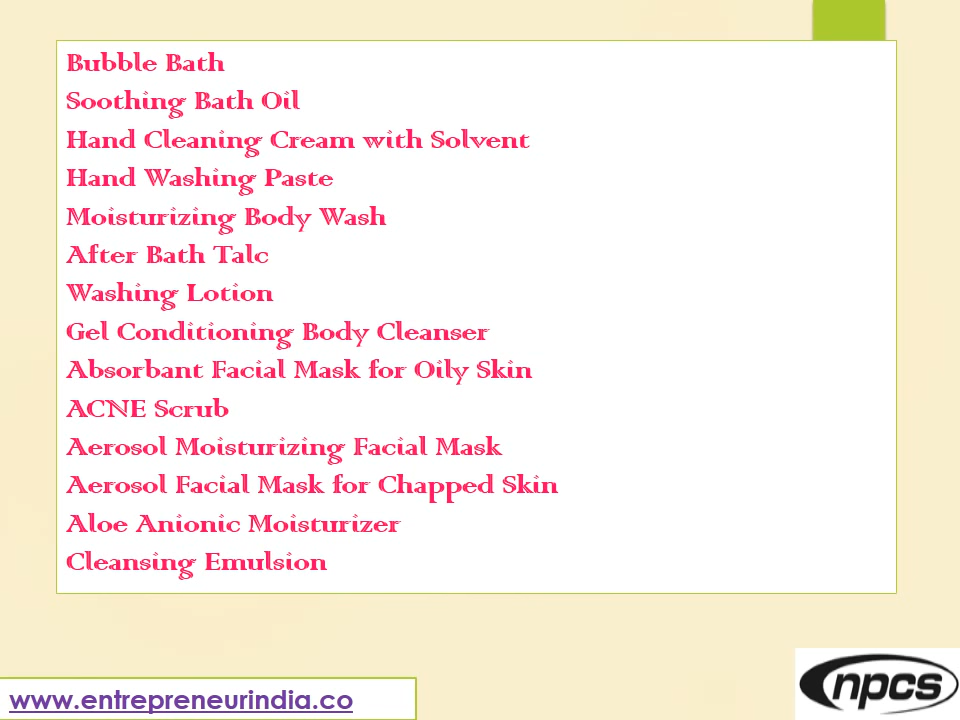 Bubble Bath
Soothing Bath Oil
Hand Cleaning Cream with Solvent
Hand Washing Paste
Moisturizing Body Wash
After Bath Talc
Washing Lotion
Gel Conditioning Body Cleanser
Absorbant Facial Mask for Oily Skin
ACNE Scrub
Aerosol Moisturizing Facial Mask
Aerosol Facial Mask for Chapped Skin
Aloe Anionic Moisturizer
Cleansing Emulsion
www.entrepreneurindia.co
npcs